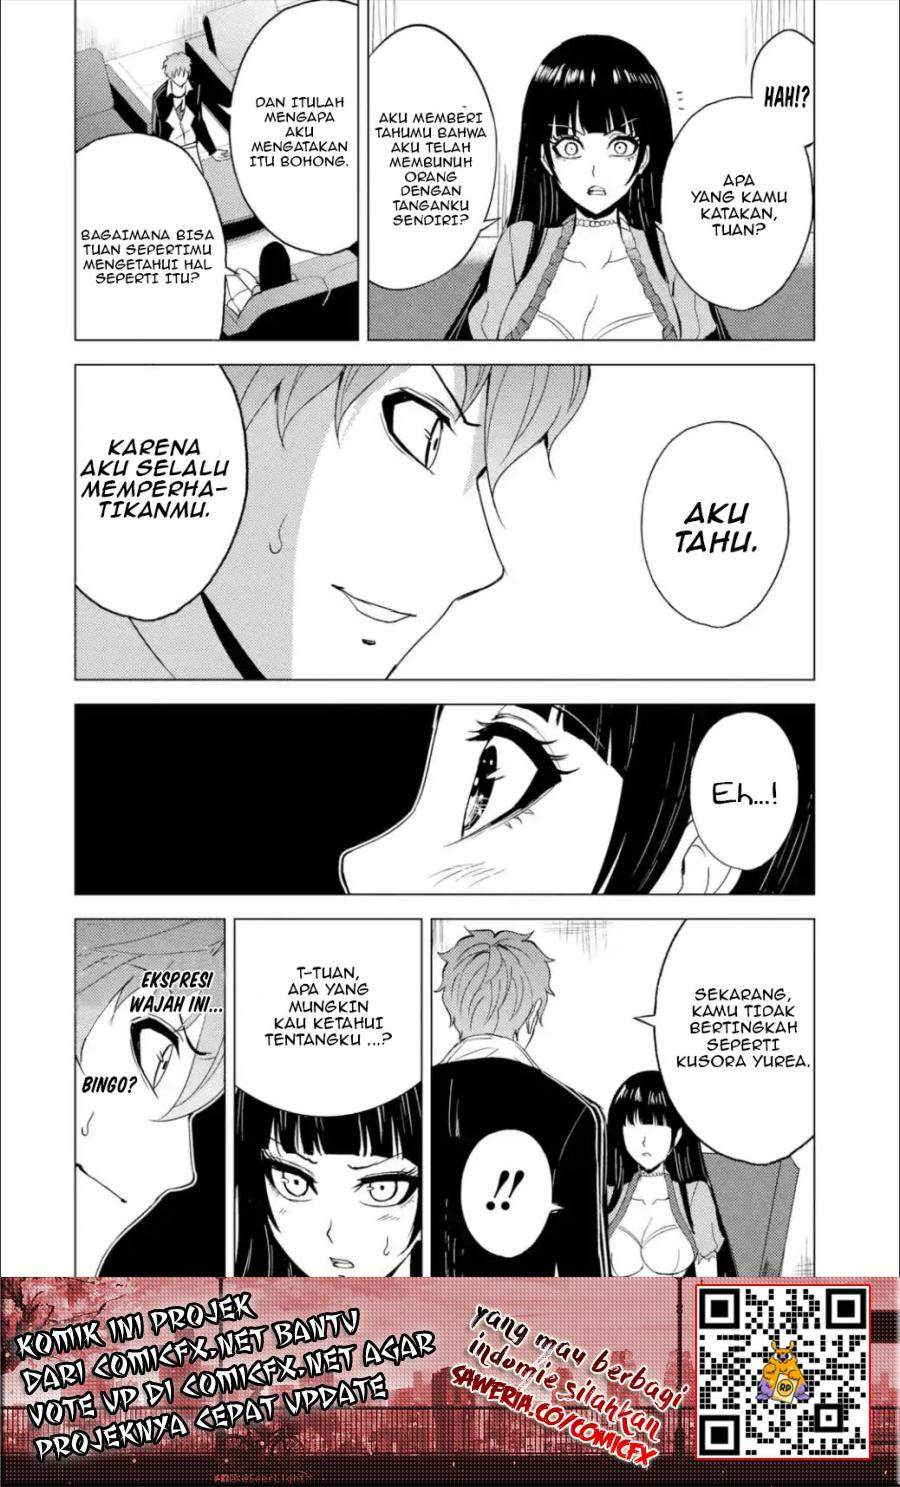 HAH!?
APA
YANG KAMU
KATAKAN,
TUAN?
AKU MEMBERI
TAHUMU BAHWA
AKU TELAH
MEMBUNUH
ORANG
DENGAN
TANGANKU
SENDIRI?
DAN ITULAH
MENGAPA
AKU
MENGATAKAN
ITU BOHONG.
BAGAIMANA BISA
TUAN SEPERTIMU
MENGETAHUI HAL
SEPERTI ITU?
AKU
TAHU.
KARENA
AKU SELALU
MEMPERHA-
TIKANMU.
Eh...!
SEKARANG,
KAMU TIDAK
BERTINGKAH
SEPERTI
KUSORA YUREA.
!!
T-TUAN,
APA YANG
MUNGKIN
KAU KETAHUI
TENTANGKU ...?
EKSPRESI
WAJAH INI...
BINGO?
KOMIK INI PROJEK
DARI COMICFX.NET BANTU
VOTE UP DI COMICFX.NET AGAR
PROJEKNYA CEPAT UPDATE
yang mau berbagi
indomie silahkan
SAWERIA.CO/COMICFX
RP